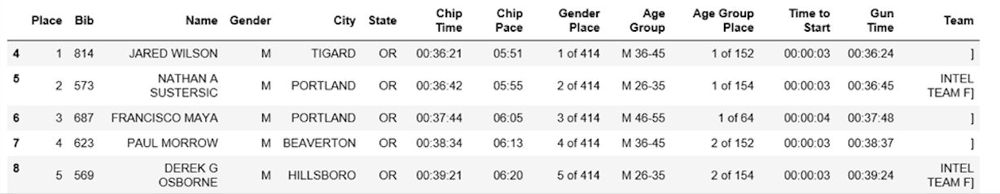 Place Bib Name Gender City State Chip Time Chip Pace Gender Place Age Group Age Group Place Time to Start Gun Time Team
4 1 814 JARED WILSON M TIGARD OR 00:36:21 05:51 1 of 414 M 36-45 1 of 152 00:00:03 00:36:24 ]
5 2 573 NATHAN A SUSTERSIC M PORTLAND OR 00:36:42 05:55 2 of 414 M 26-35 1 of 154 00:00:03 00:36:45 INTEL TEAM F]
6 3 687 FRANCISCO MAYA M PORTLAND OR 00:37:44 06:05 3 of 414 M 46-55 1 of 64 00:00:04 00:37:48 ]
7 4 623 PAUL MORROW M BEAVERTON OR 00:38:34 06:13 4 of 414 M 36-45 2 of 152 00:00:03 00:38:37 ]
8 5 569 DEREK G OSBORNE M HILLSBORO OR 00:39:21 06:20 5 of 414 M 26-35 2 of 154 00:00:03 00:39:24 INTEL TEAM F]